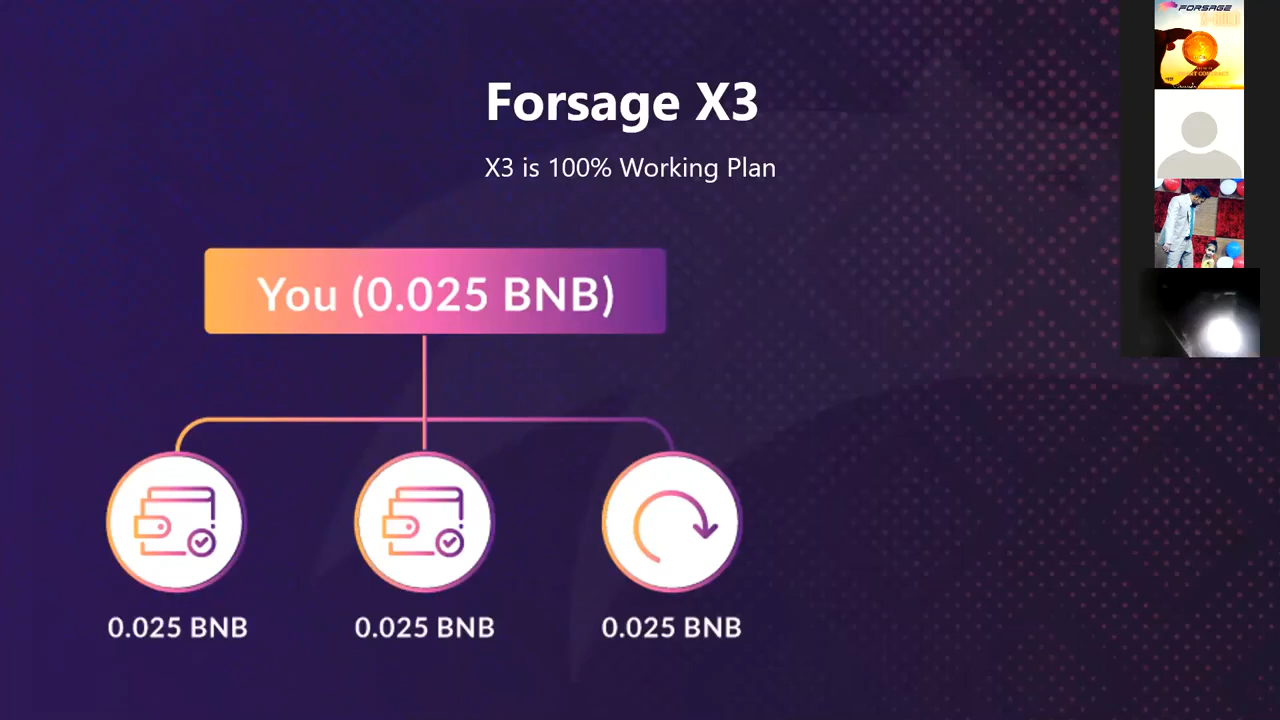 Forsage X3
X3 is 100% Working Plan
You (0.025 BNB)
0.025 BNB
0.025 BNB
0.025 BNB
FORSAGE